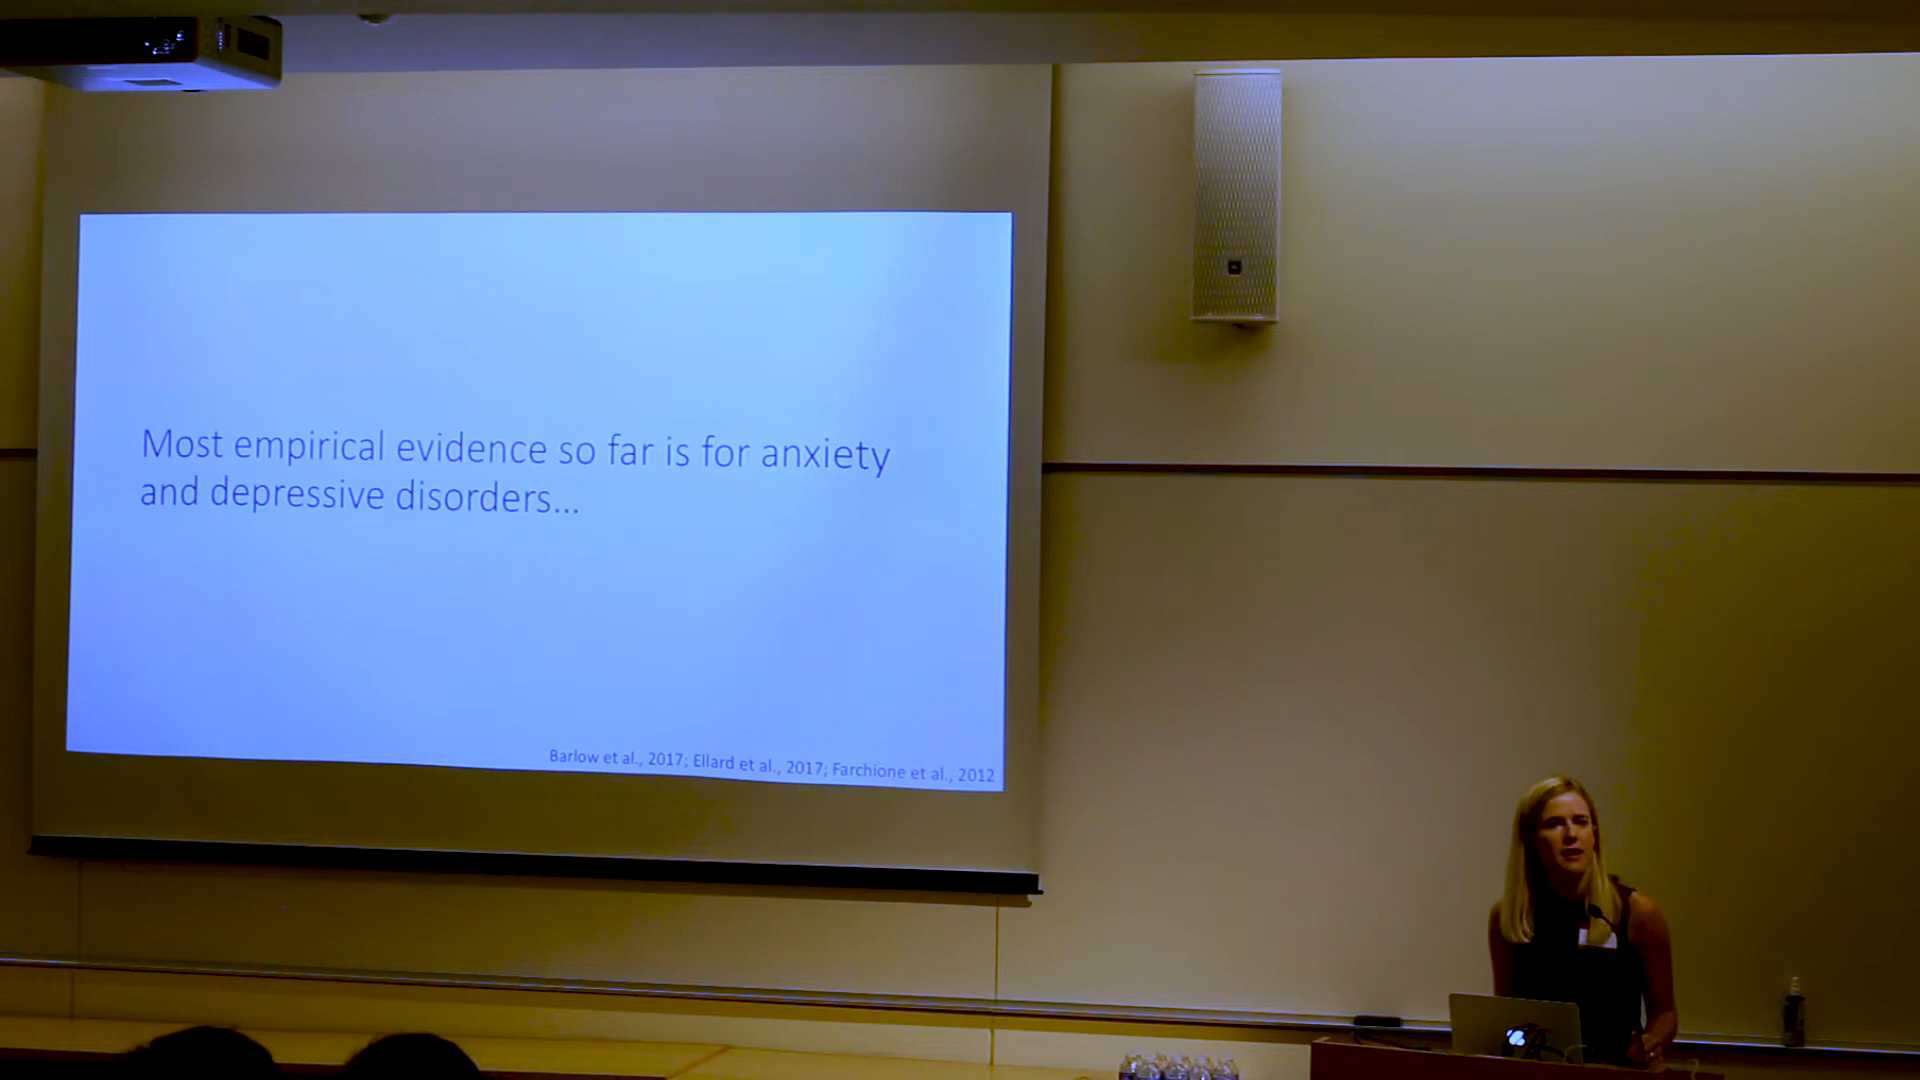 Most empirical evidence so far is for anxiety
and depressive disorders...
Barlow et al., 2017; Ellard et al., 2017; Farchione et al., 2012